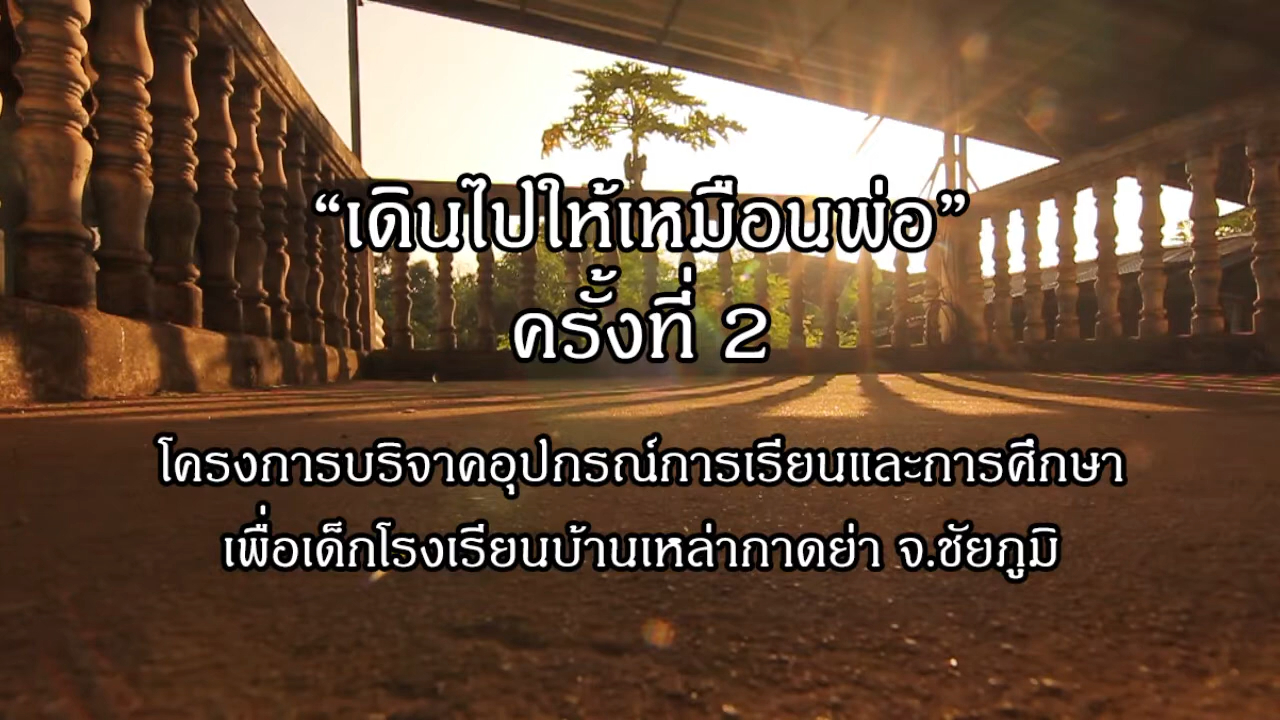 “เดินไปให้เหมือนพ่อ”
ครั้งที่ 2
โครงการบริจาคอุปกรณ์การเรียนและการศึกษา
เพื่อเด็กโรงเรียนบ้านเหล่ากาดย่า จ.ชัยภูมิ